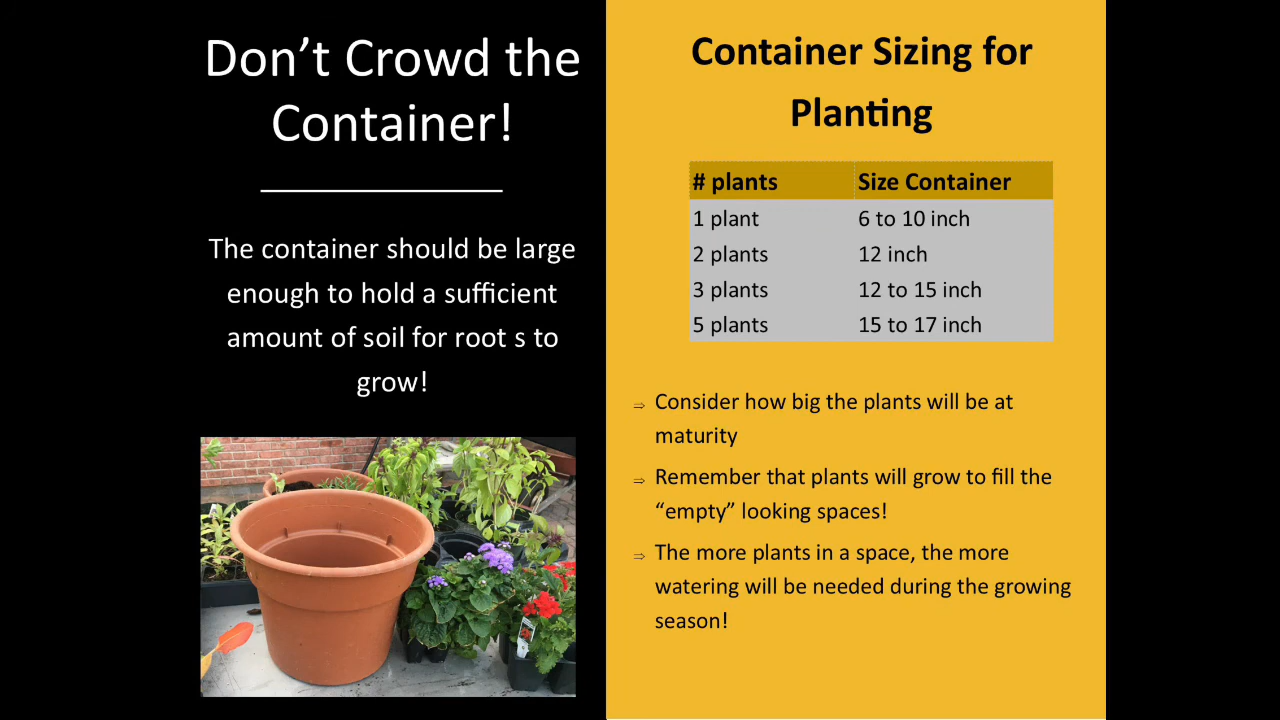 Don’t Crowd the
Container!
The container should be large
enough to hold a sufficient
amount of soil for root s to
grow!
Container Sizing for
Planting
# plants Size Container
1 plant 6 to 10 inch
2 plants 12 inch
3 plants 12 to 15 inch
5 plants 15 to 17 inch
⇒ Consider how big the plants will be at
maturity
⇒ Remember that plants will grow to fill the
“empty” looking spaces!
⇒ The more plants in a space, the more
watering will be needed during the growing
season!